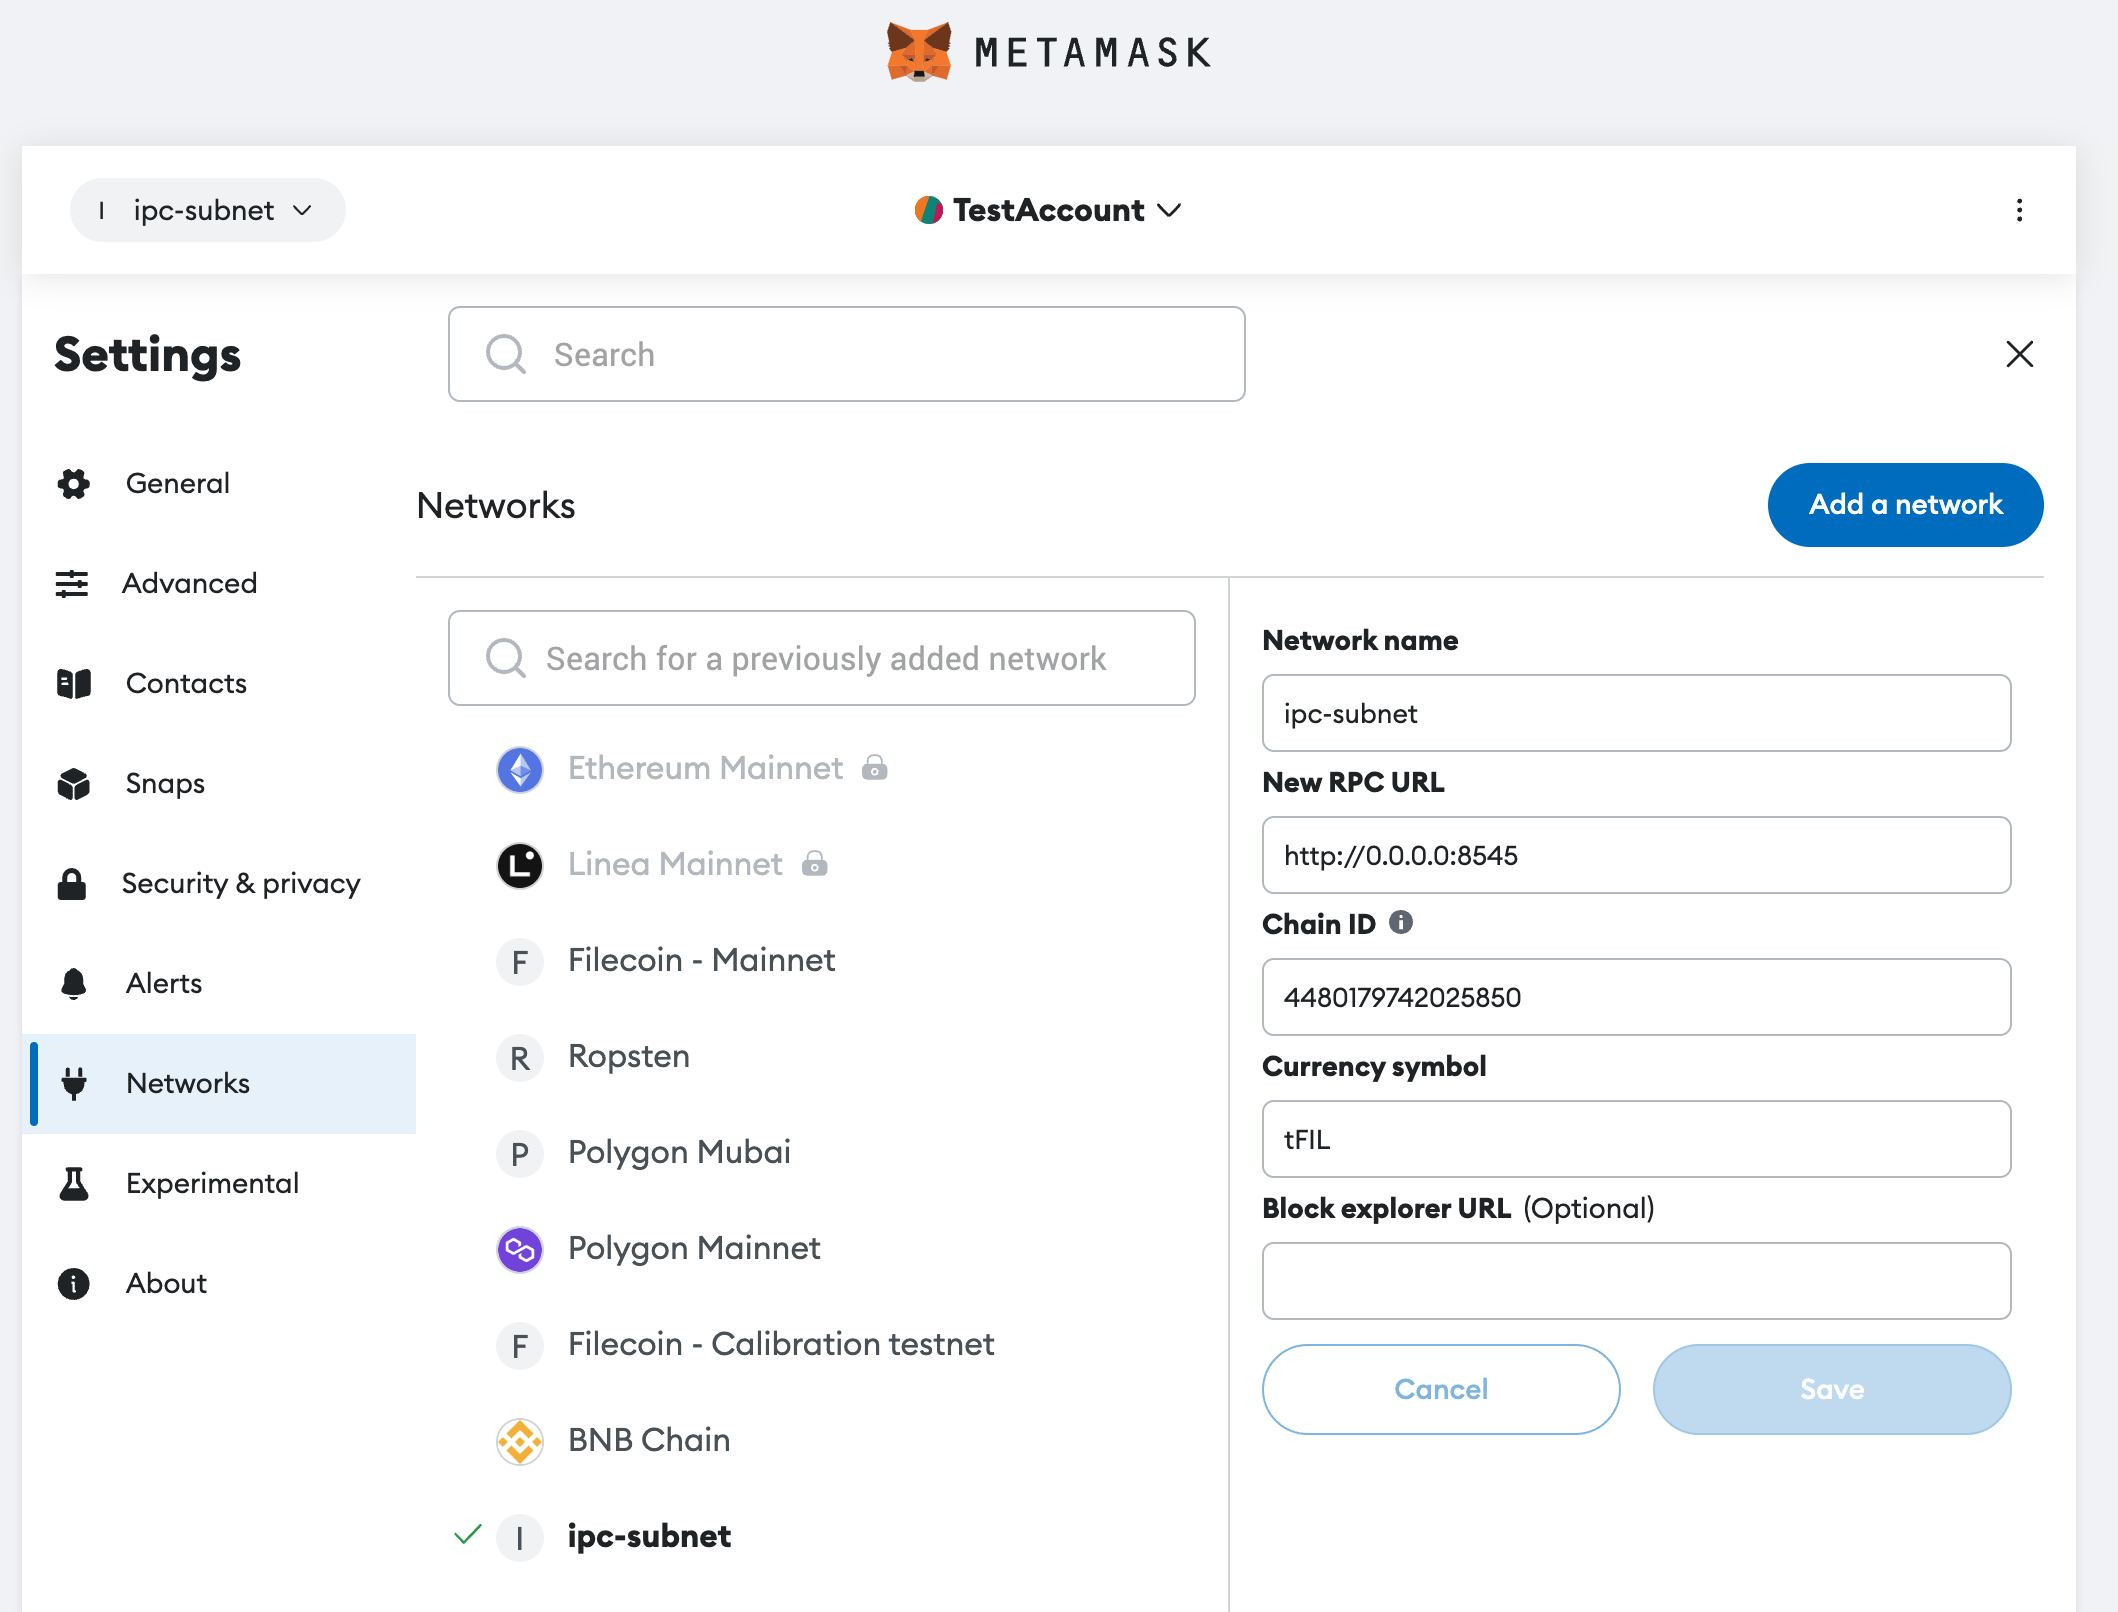 METAMASK
I ipc-subnet
TestAccount
Settings
Search
General
Advanced
Contacts
Snaps
Security & privacy
Alerts
Networks
Experimental
About
Networks
Add a network
Search for a previously added network
Ethereum Mainnet
Linea Mainnet
F Filecoin - Mainnet
R Ropsten
P Polygon Mubai
Polygon Mainnet
F Filecoin - Calibration testnet
BNB Chain
I ipc-subnet
Network name
ipc-subnet
New RPC URL
http://0.0.0.0:8545
Chain ID
4480179742025850
Currency symbol
tFIL
Block explorer URL (Optional)
Cancel
Save